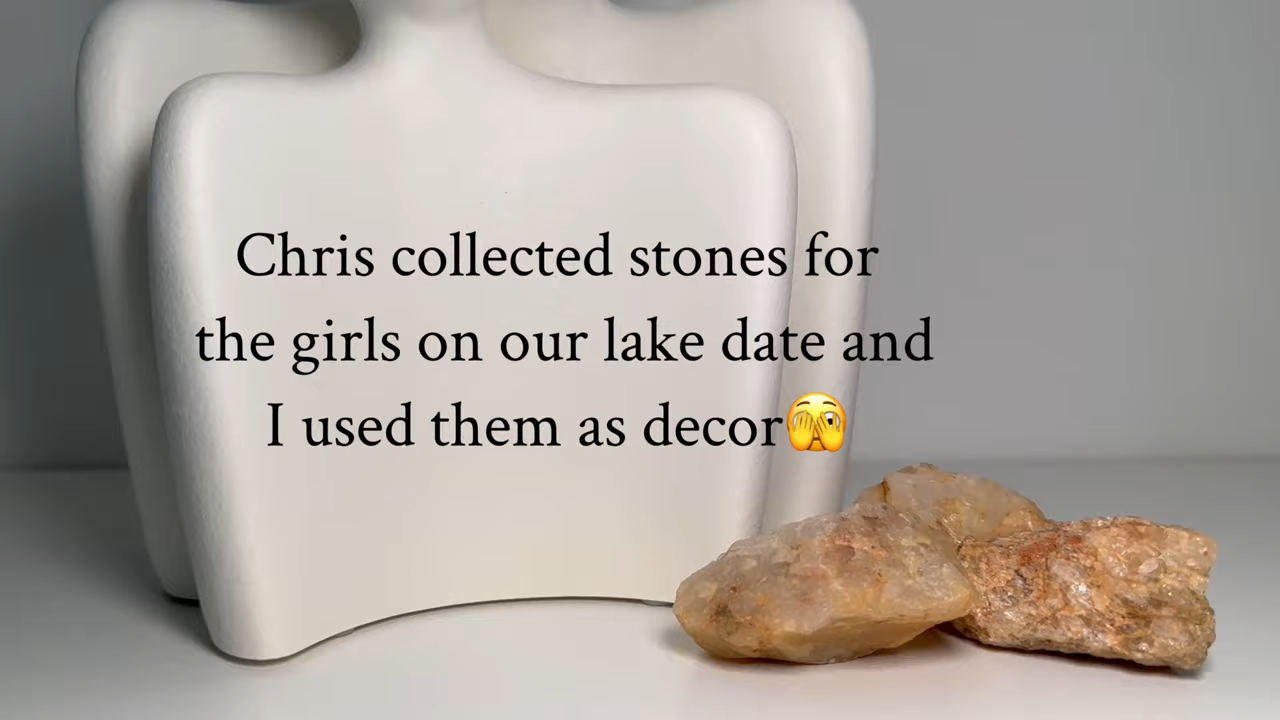 Chris collected stones for
the girls on our lake date and
I used them as decor🫣